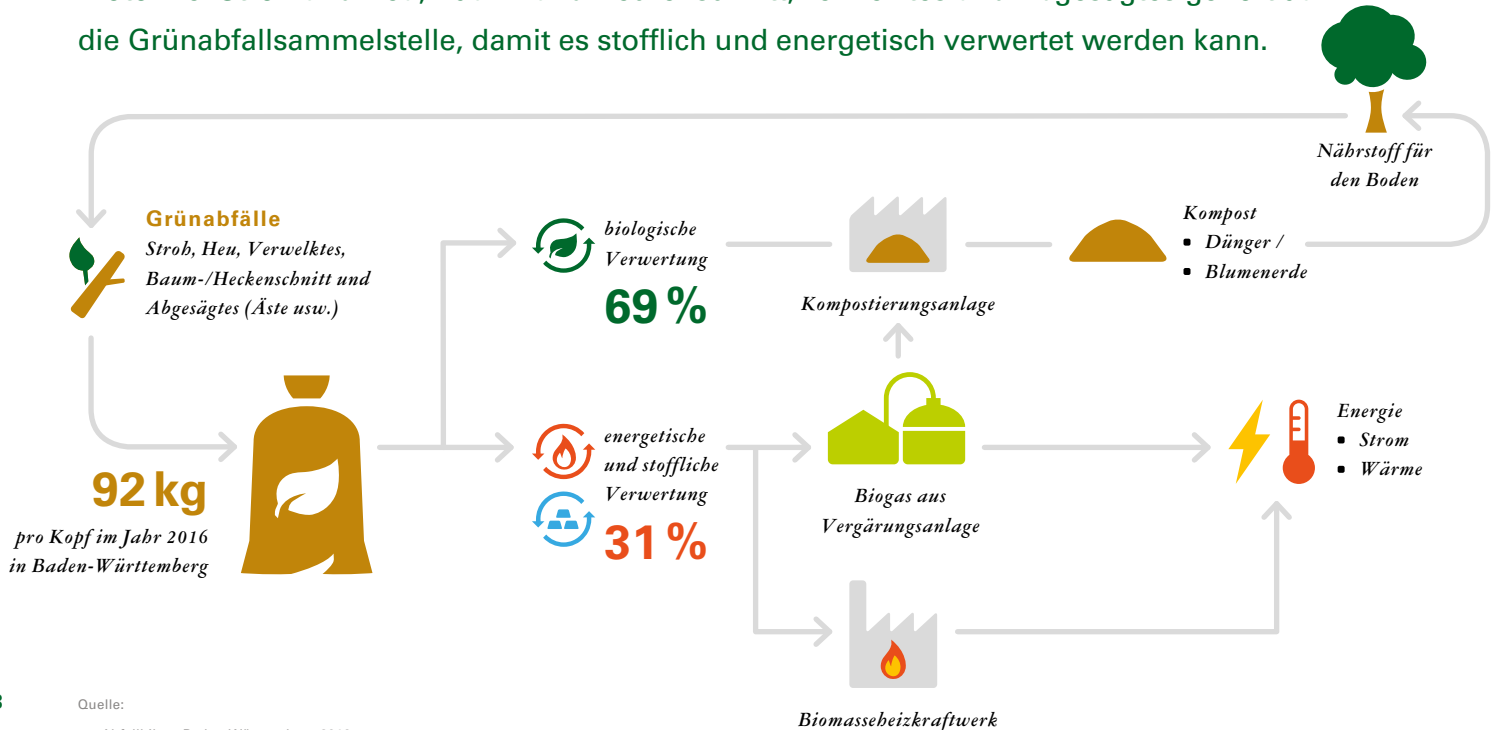 die Grünabfallsammelstelle, damit es stofflich und energetisch verwertet werden kann.
Nährstoff für
den Boden
Grünabfälle
Stroh, Heu, Verwelktes,
Baum-/Heckenschnitt und
Abgesägtes (Äste usw.)
biologische
Verwertung
69 %
Kompostierungsanlage
Kompost
▪ Dünger /
▪ Blumenerde
92 kg
pro Kopf im Jahr 2016
in Baden-Württemberg
energetische
und stoffliche
Verwertung
31 %
Biogas aus
Vergärungsanlage
Energie
▪ Strom
▪ Wärme
Biomasseheizkraftwerk
Quelle: